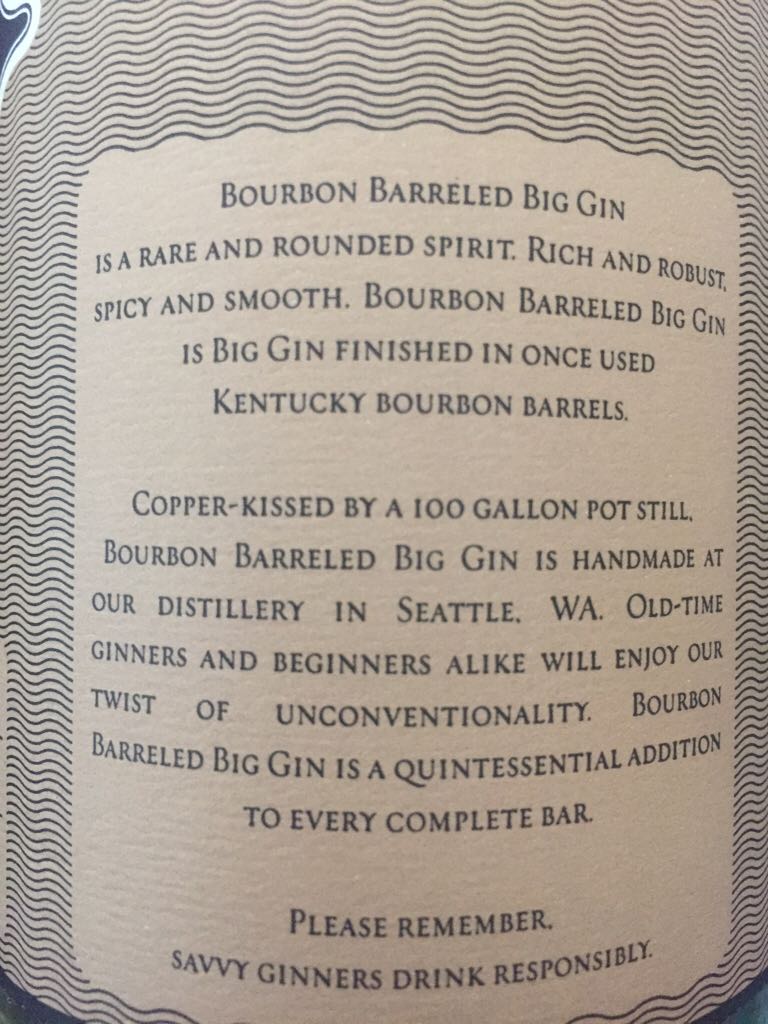 Bourbon Barreled Big Gin
is a rare and rounded spirit. Rich and robust,
spicy and smooth. Bourbon Barreled Big Gin
is Big Gin finished in once used
Kentucky bourbon barrels.
Copper-kissed by a 100 gallon pot still,
Bourbon Barreled Big Gin is handmade at
our distillery in Seattle, WA. Old-time
ginners and beginners alike will enjoy our
twist of unconventionality. Bourbon
Barreled Big Gin is a quintessential addition
to every complete bar.
Please remember,
savvy ginners drink responsibly.